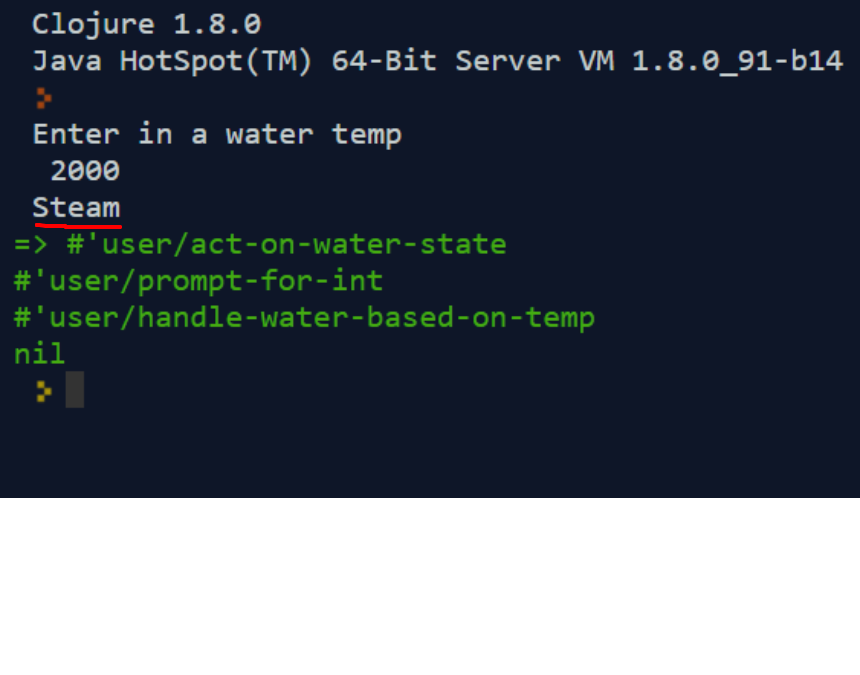 Clojure 1.8.0
Java HotSpot(TM) 64-Bit Server VM 1.8.0_91-b14
>
Enter in a water temp
2000
Steam
=> #'user/act-on-water-state
#'user/prompt-for-int
#'user/handle-water-based-on-temp
nil
>